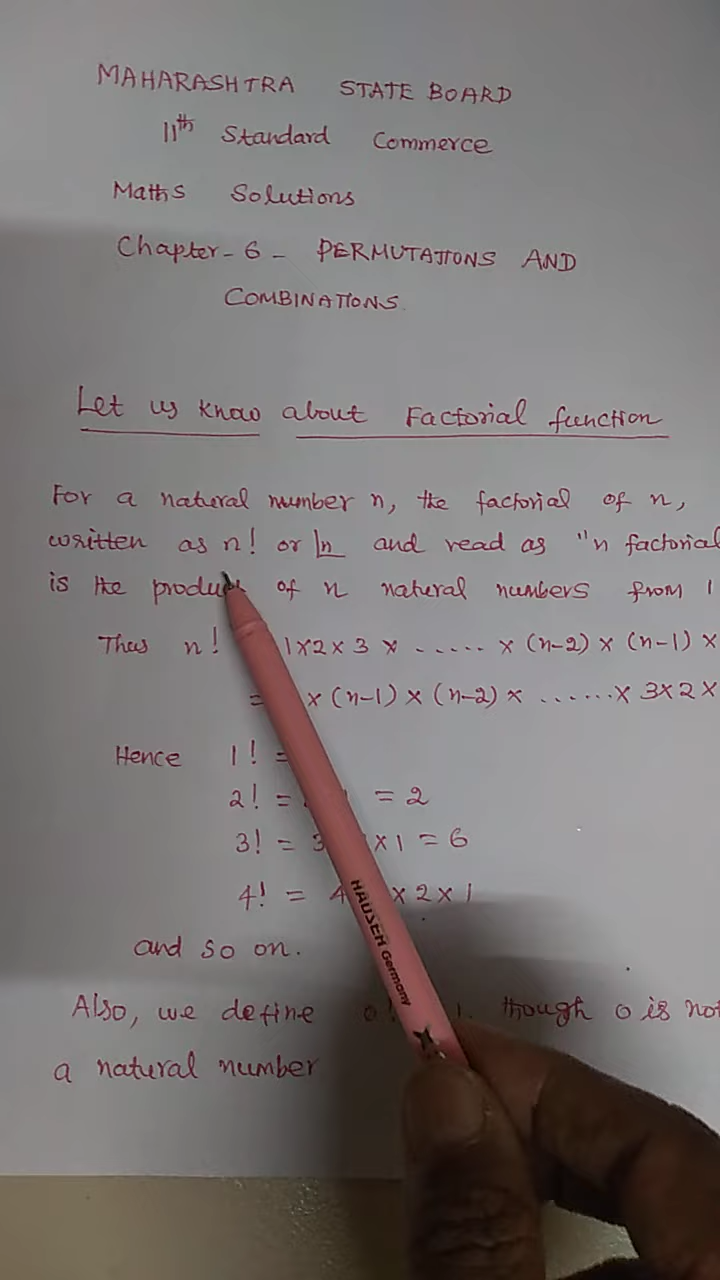 MAHARASHTRA STATE BOARD
11th Standard Commerce
Maths Solutions
Chapter-6 - PERMUTATIONS AND
COMBINATIONS.
Let us know about Factorial function
For a natural number n, the factorial of n,
written as n! or |n and read as "n factorial
is the produ of n natural numbers from 1
Thus n! 1×2×3× ...... × (n-2) × (n-1) ×
= × (n-1) × (n-2) × ......× 3×2×
Hence 1! =
2! = = 2
3! = 3 ×1 = 6
4! = 4 ×2×1
and so on.
Also, we define 0! 1. though 0 is not
a natural number
HAUSER Germany